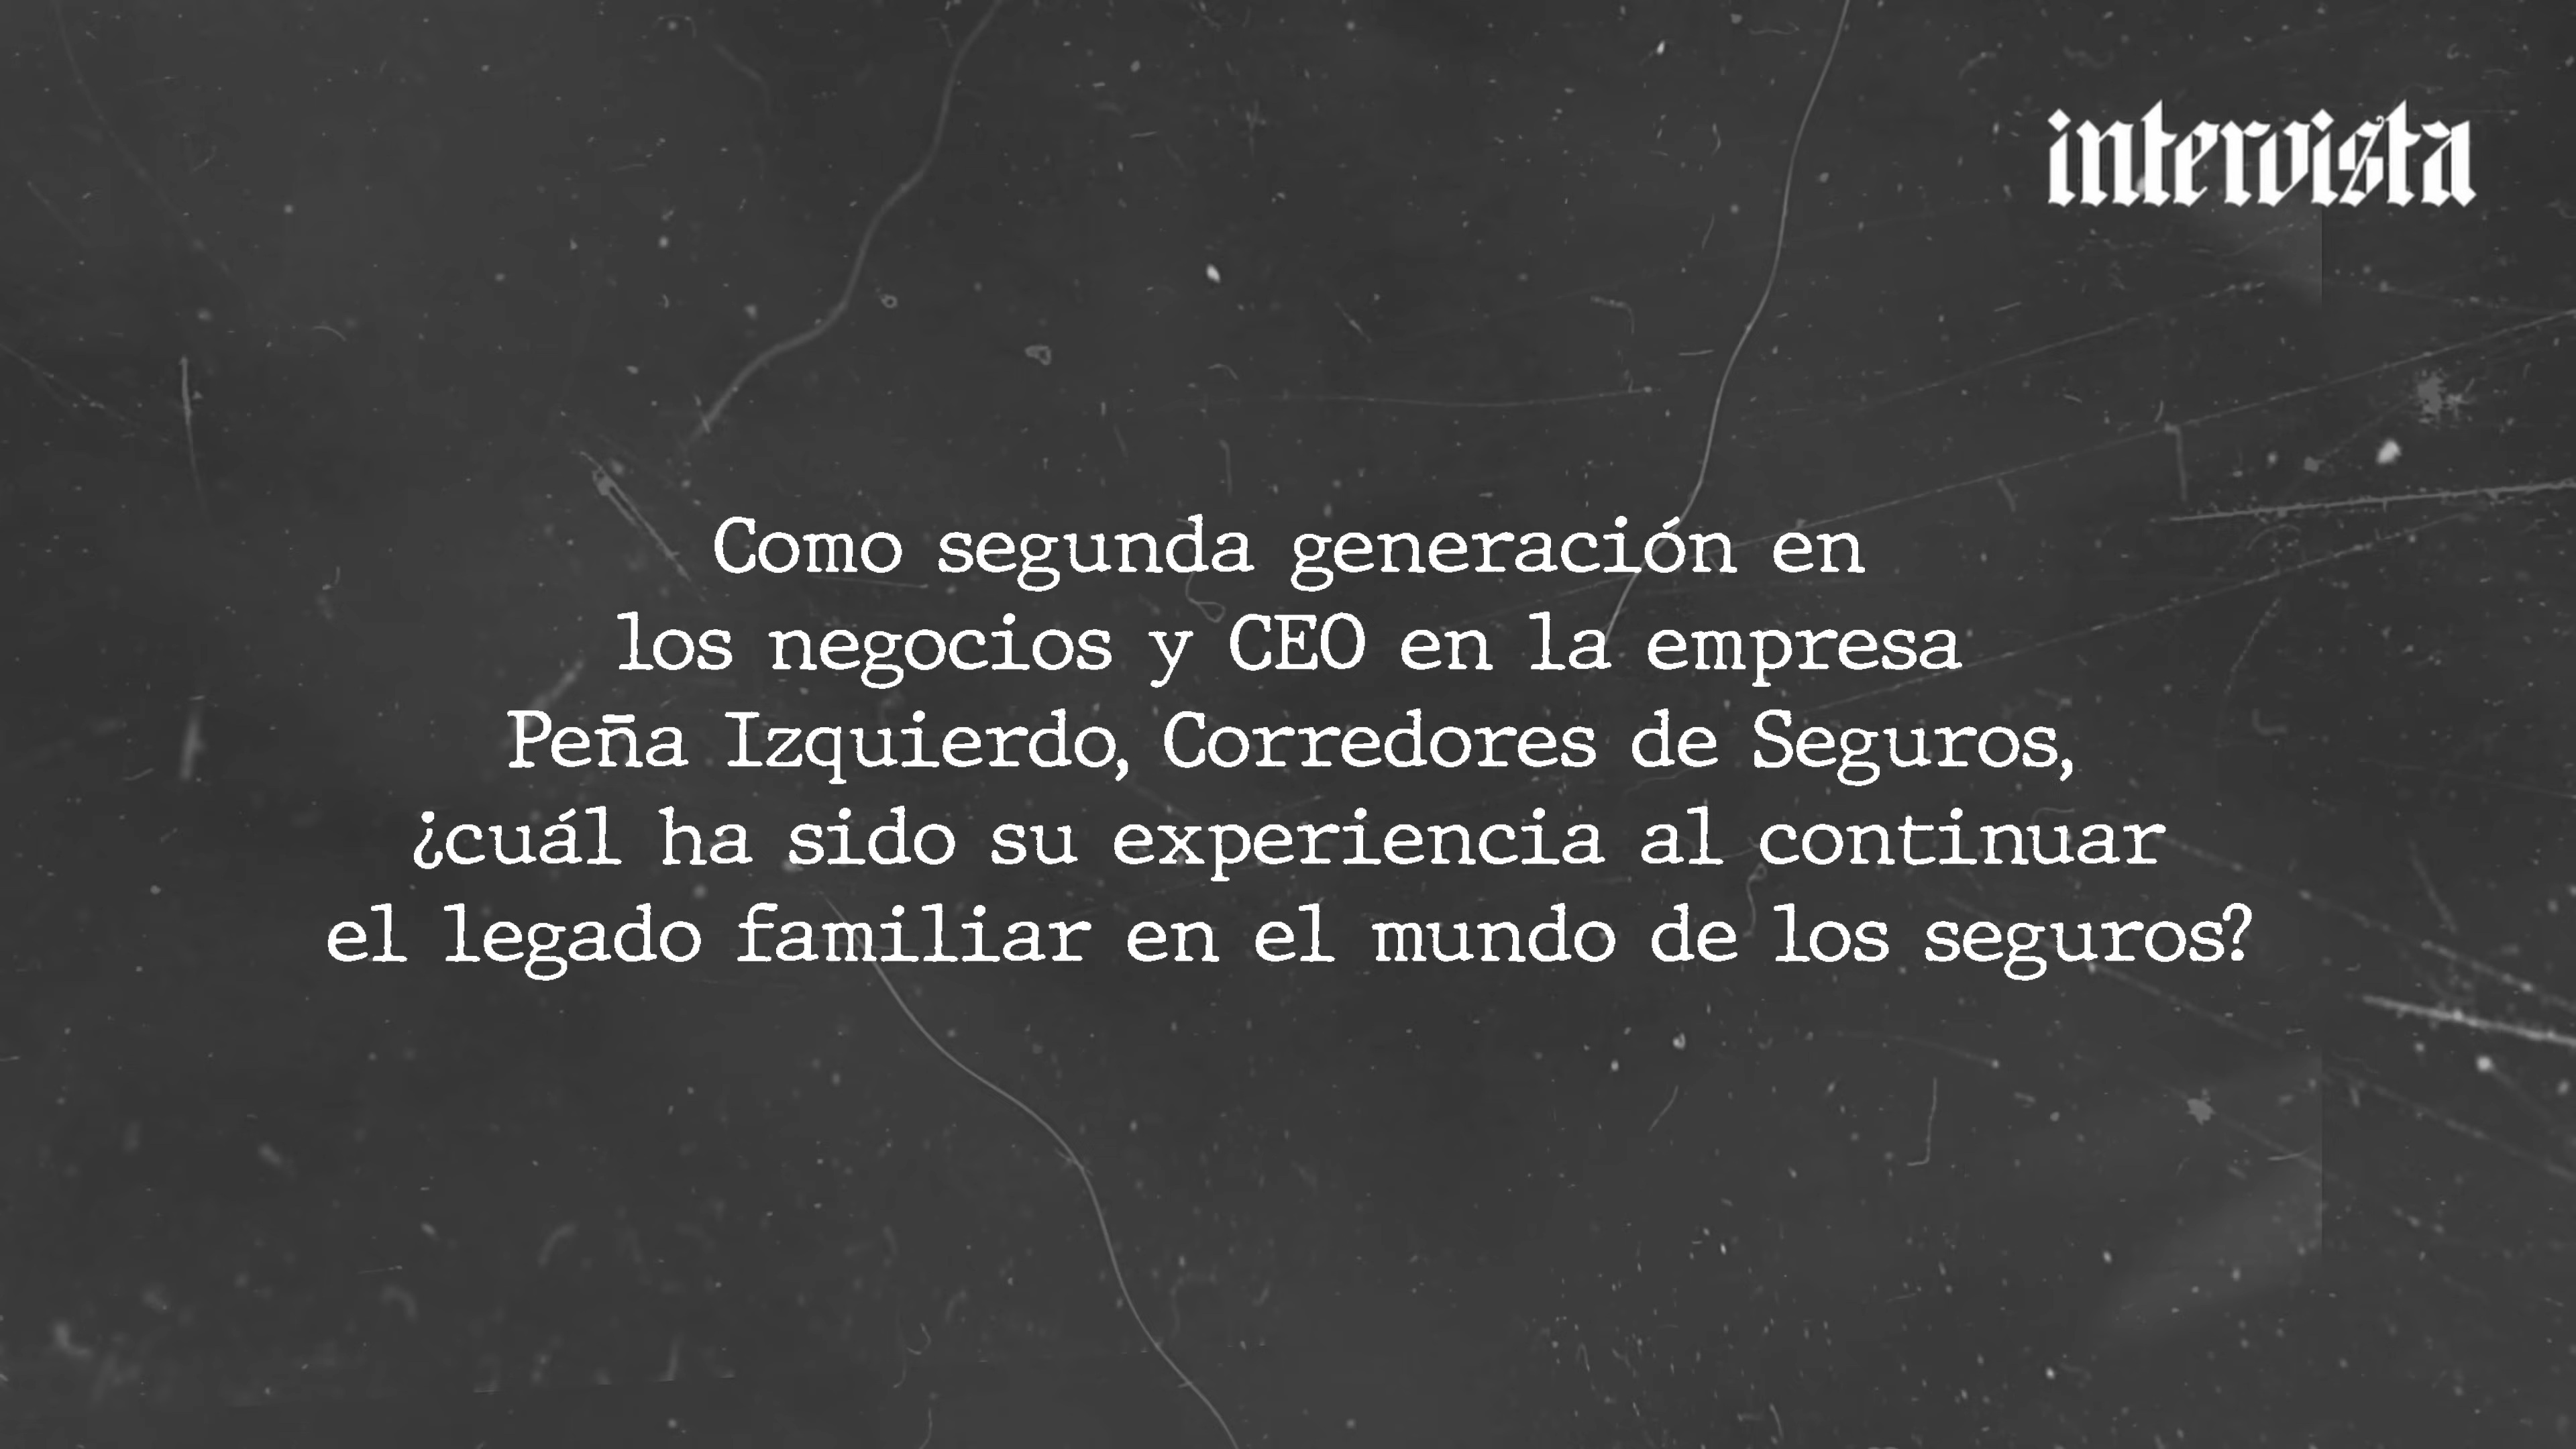 intervista
Como segunda generación en
los negocios y CEO en la empresa
Peña Izquierdo, Corredores de Seguros,
¿cuál ha sido su experiencia al continuar
el legado familiar en el mundo de los seguros?